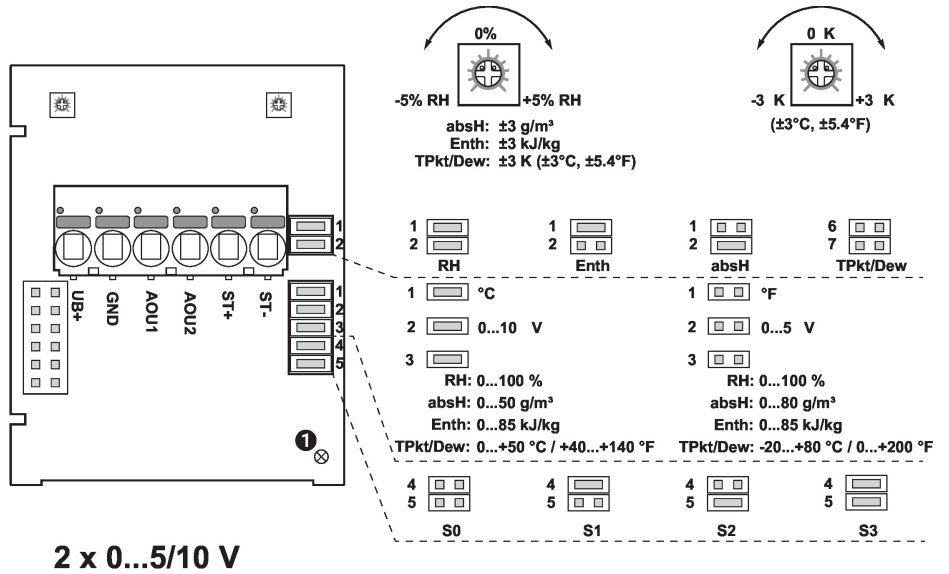 0%
-5% RH
+5% RH
absH: ±3 g/m³
Enth: ±3 kJ/kg
TPkt/Dew: ±3 K (±3°C, ±5.4°F)
0 K
-3 K
+3 K
(±3°C, ±5.4°F)
1
2
UB+
GND
AOU1
AOU2
ST+
ST-
1
2
3
4
5
1
2 x 0...5/10 V
1
2
RH
1
2
Enth
1
2
absH
6
7
TPkt/Dew
1 °C
2 0...10 V
3
RH: 0...100 %
absH: 0...50 g/m³
Enth: 0...85 kJ/kg
TPkt/Dew: 0...+50 °C / +40...+140 °F
1 °F
2 0...5 V
3
RH: 0...100 %
absH: 0...80 g/m³
Enth: 0...85 kJ/kg
TPkt/Dew: -20...+80 °C / 0...+200 °F
4
5
S0
4
5
S1
4
5
S2
4
5
S3